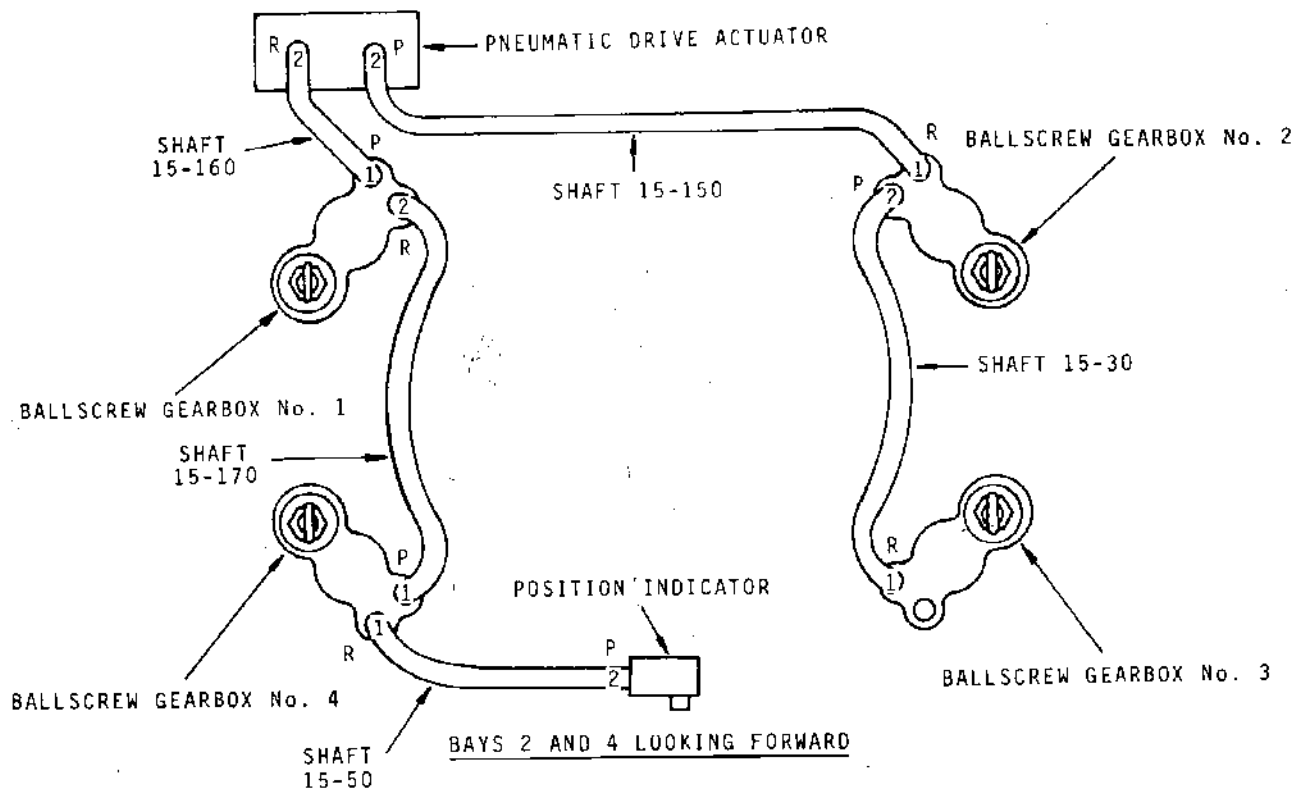 R
2
2
P
PNEUMATIC DRIVE ACTUATOR
SHAFT
15-160
P
1
2
R
SHAFT 15-150
R
1
P
2
BALLSCREW GEARBOX No. 2
SHAFT 15-30
BALLSCREW GEARBOX No. 1
SHAFT
15-170
P
1
1
R
POSITION INDICATOR
P
2
R
1
BALLSCREW GEARBOX No. 3
BALLSCREW GEARBOX No. 4
SHAFT
15-50
BAYS 2 AND 4 LOOKING FORWARD